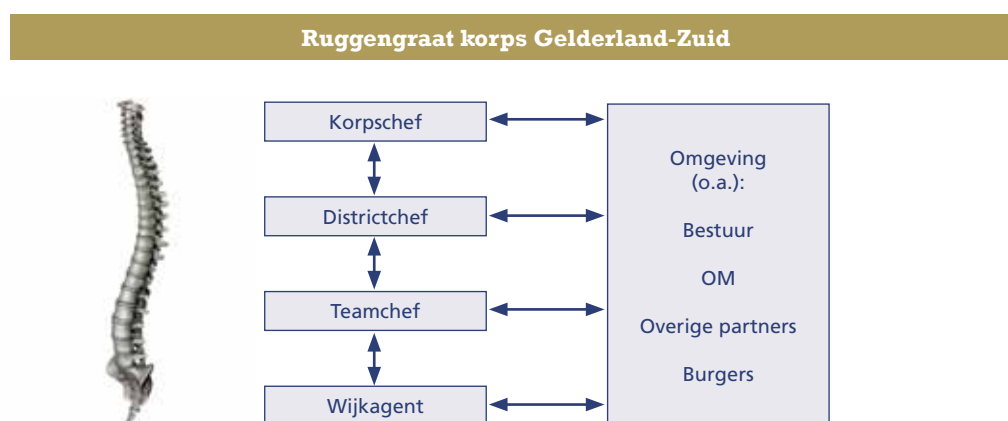 Ruggengraat korps Gelderland-Zuid
Korpschef
Districtchef
Teamchef
Wijkagent
Omgeving
(o.a.):
Bestuur
OM
Overige partners
Burgers